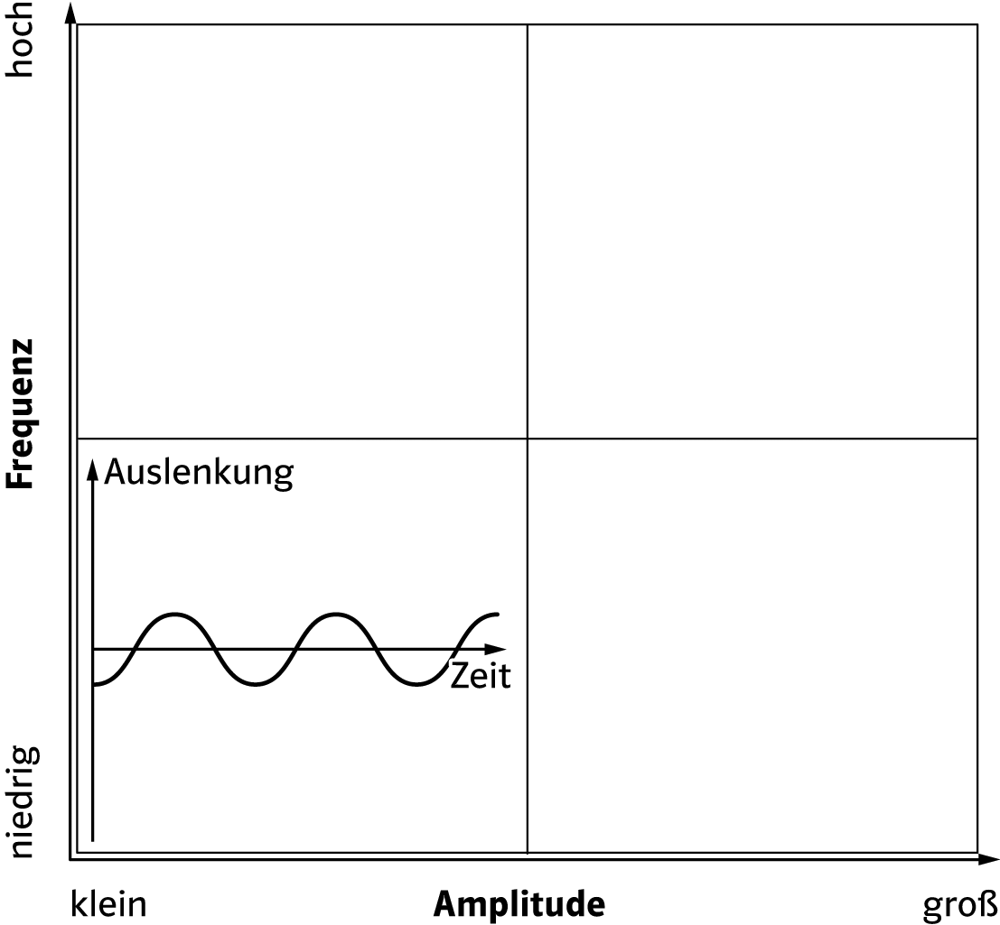 hoch
Frequenz
niedrig
Auslenkung
Zeit
klein
Amplitude
groß